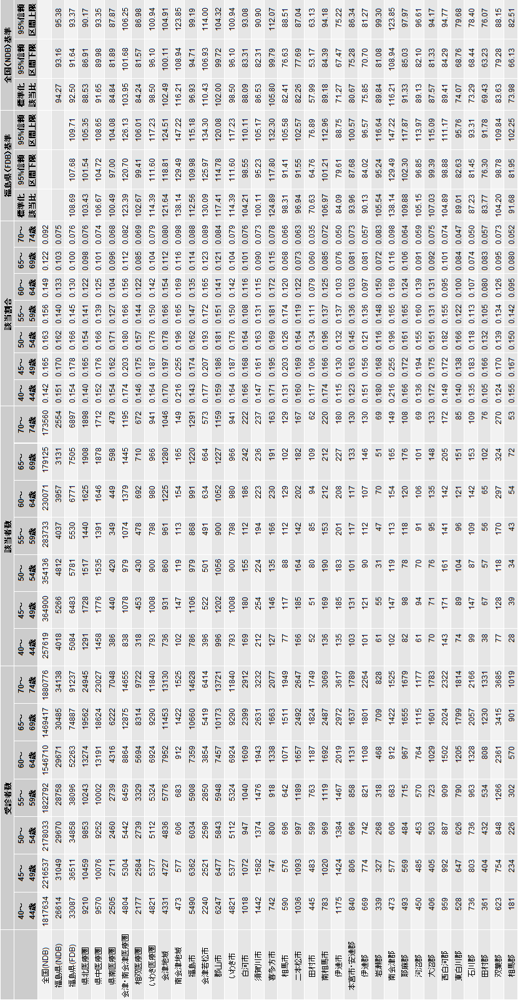 受診者数 該当者数 該当割合 福島県(FDB)基準 全国(NDB)基準
40～44歳 45～49歳 50～54歳 55～59歳 60～64歳 65～69歳 70～74歳 40～44歳 45～49歳 50～54歳 55～59歳 60～64歳 65～69歳 70～74歳 40～44歳 45～49歳 50～54歳 55～59歳 60～64歳 65～69歳 70～74歳 標準化該当比 95%信頼区間下限 95%信頼区間上限 標準化該当比 95%信頼区間下限 95%信頼区間上限
全国(NDB) 1817634 2216537 2178033 1822792 1546710 1469417 1880776 257619 364900 354136 283733 230071 179125 173560 0.142 0.165 0.163 0.156 0.149 0.122 0.092
福島県(NDB) 26614 31049 29670 28758 29671 30485 34138 4018 5266 4812 4037 3957 3131 2554 0.151 0.170 0.162 0.140 0.133 0.103 0.075 94.27 93.16 95.38
福島県(FDB) 33087 36511 34858 38096 52263 74887 91237 5084 6483 5781 5530 6771 7505 6897 0.154 0.178 0.166 0.145 0.130 0.100 0.076 108.69 107.68 109.71 92.50 91.64 93.37
県北医療圏 9210 10459 9853 10243 13274 19562 24945 1291 1728 1517 1440 1625 1908 1898 0.140 0.165 0.154 0.141 0.122 0.098 0.076 103.43 101.54 105.35 88.53 86.91 90.17
県中医療圏 9570 10076 9252 10002 13191 18624 23027 1458 1776 1535 1391 1646 1878 1712 0.152 0.176 0.166 0.139 0.125 0.101 0.074 106.67 104.72 108.65 91.65 89.98 93.35
県南医療圏 2505 2711 2460 2739 4316 6222 7048 386 440 420 349 449 598 479 0.154 0.162 0.171 0.127 0.104 0.096 0.068 100.49 97.00 104.08 84.84 81.89 87.87
会津・南会津医療圏 4804 5304 5442 6459 8864 12875 14655 838 1078 979 1074 1379 1445 1195 0.174 0.203 0.180 0.166 0.156 0.112 0.082 123.39 120.70 126.13 103.95 101.68 106.25
相双医療圏 2177 2584 2739 3329 5694 8314 9722 318 453 430 478 692 710 672 0.146 0.175 0.157 0.144 0.122 0.085 0.069 102.67 99.41 106.01 84.24 81.57 86.98
いわき医療圏 4821 5377 5112 5324 6924 9290 11840 793 1008 900 798 980 966 941 0.164 0.187 0.176 0.150 0.142 0.104 0.079 114.39 111.60 117.23 98.50 96.10 100.94
会津地域 4331 4727 4836 5776 7952 11453 13130 736 931 860 961 1225 1280 1046 0.170 0.197 0.178 0.166 0.154 0.112 0.080 121.64 118.81 124.51 102.49 100.11 104.91
南会津地域 473 577 606 683 912 1422 1525 102 147 119 113 154 165 149 0.216 0.255 0.196 0.165 0.169 0.116 0.098 138.14 129.49 147.22 116.21 108.94 123.85
福島市 5490 6362 6034 5908 7359 10660 14628 786 1106 979 868 991 1220 1291 0.143 0.174 0.162 0.147 0.135 0.114 0.088 112.56 109.98 115.18 96.93 94.71 99.19
会津若松市 2240 2521 2596 2850 3854 5419 6414 396 522 501 491 634 664 573 0.177 0.207 0.193 0.172 0.165 0.123 0.089 130.09 125.97 134.30 110.43 106.93 114.00
郡山市 6247 6477 5843 5948 7457 10173 13721 996 1202 1056 900 1052 1227 1159 0.159 0.186 0.181 0.151 0.141 0.121 0.084 117.41 114.78 120.08 102.00 99.72 104.32
いわき市 4821 5377 5112 5324 6924 9290 11840 793 1008 900 798 980 966 941 0.164 0.187 0.176 0.150 0.142 0.104 0.079 114.39 111.60 117.23 98.50 96.10 100.94
白河市 1018 1072 947 1040 1609 2399 2912 169 180 155 112 186 242 222 0.166 0.168 0.164 0.108 0.116 0.101 0.076 104.21 98.55 110.11 88.09 83.31 93.08
須賀川市 1442 1582 1374 1476 1943 2631 3232 212 254 224 194 223 236 237 0.147 0.161 0.163 0.131 0.115 0.090 0.073 100.11 95.23 105.17 86.53 82.31 90.90
喜多方市 742 747 800 918 1338 1663 2077 127 146 135 166 230 191 163 0.171 0.195 0.169 0.181 0.172 0.115 0.078 124.89 117.80 132.30 105.80 99.79 112.07
相馬市 590 576 696 642 1071 1511 1949 77 117 88 112 129 102 129 0.131 0.203 0.126 0.174 0.120 0.068 0.066 98.31 91.41 105.58 82.41 76.63 88.51
二本松市 1036 1093 997 1189 1657 2492 2647 166 185 164 142 202 182 167 0.160 0.169 0.164 0.119 0.122 0.073 0.063 96.94 91.55 102.57 82.26 77.69 87.04
田村市 445 483 599 763 1187 1824 1749 52 51 80 85 94 109 62 0.117 0.106 0.134 0.111 0.079 0.060 0.035 70.63 64.76 76.89 57.99 53.17 63.13
南相馬市 783 1020 969 1119 1692 2487 3069 136 169 190 153 212 212 220 0.174 0.166 0.196 0.137 0.125 0.085 0.072 106.97 101.21 112.96 89.18 84.39 94.18
伊達市 1175 1424 1384 1467 2019 2972 3617 135 185 183 201 208 227 180 0.115 0.130 0.132 0.137 0.103 0.076 0.050 84.09 79.61 88.75 71.27 67.47 75.22
本宮市・安達郡 840 806 696 858 1131 1637 1789 103 131 101 117 117 133 130 0.123 0.163 0.145 0.136 0.103 0.081 0.073 93.96 87.68 100.57 80.67 75.28 86.34
伊達郡 669 774 742 821 1108 1801 2264 101 121 90 112 107 146 130 0.151 0.156 0.121 0.136 0.097 0.081 0.057 90.13 84.02 96.57 75.85 70.70 81.27
岩瀬郡 339 327 268 318 468 709 828 61 55 31 47 70 51 69 0.180 0.168 0.116 0.148 0.150 0.072 0.083 105.54 95.24 116.64 89.84 81.08 99.30
南会津郡 473 577 606 683 912 1422 1525 102 147 119 113 154 165 149 0.216 0.255 0.196 0.165 0.169 0.116 0.098 138.14 129.49 147.22 116.21 108.94 123.85
耶麻郡 493 569 484 715 967 1655 1679 82 98 78 118 120 176 108 0.166 0.172 0.161 0.165 0.124 0.106 0.064 109.88 102.30 117.87 91.33 85.03 97.97
河沼郡 450 485 453 570 764 1115 1177 61 94 70 91 106 101 69 0.136 0.194 0.155 0.160 0.139 0.091 0.059 105.15 96.85 113.97 89.13 82.10 96.61
大沼郡 406 405 503 723 1029 1601 1783 70 71 76 95 135 148 133 0.172 0.175 0.151 0.131 0.131 0.092 0.075 107.03 99.39 115.09 87.57 81.33 94.17
西白河郡 959 992 887 909 1502 2024 2322 143 171 161 141 142 205 172 0.149 0.172 0.182 0.155 0.095 0.101 0.074 104.89 98.88 111.17 89.41 84.29 94.77
東白川郡 528 647 626 790 1205 1799 1814 74 89 104 96 121 151 85 0.140 0.138 0.166 0.122 0.100 0.084 0.047 89.01 82.63 95.76 74.07 68.76 79.68
石川郡 736 803 736 963 1328 2057 2166 99 147 87 109 142 153 109 0.135 0.183 0.118 0.113 0.107 0.074 0.050 87.23 81.45 93.31 73.29 68.44 78.40
田村郡 361 404 432 534 808 1230 1331 38 67 57 56 65 102 76 0.105 0.166 0.132 0.105 0.080 0.083 0.057 83.77 76.30 91.78 69.43 63.23 76.07
双葉郡 623 754 848 1266 2361 3415 3685 77 128 118 170 297 324 270 0.124 0.170 0.139 0.134 0.126 0.095 0.073 104.20 98.78 109.84 83.63 79.28 88.15
相馬郡 181 234 226 302 570 901 1019 28 39 34 43 54 72 53 0.155 0.167 0.150 0.142 0.095 0.080 0.052 91.68 81.95 102.25 73.98 66.13 82.51